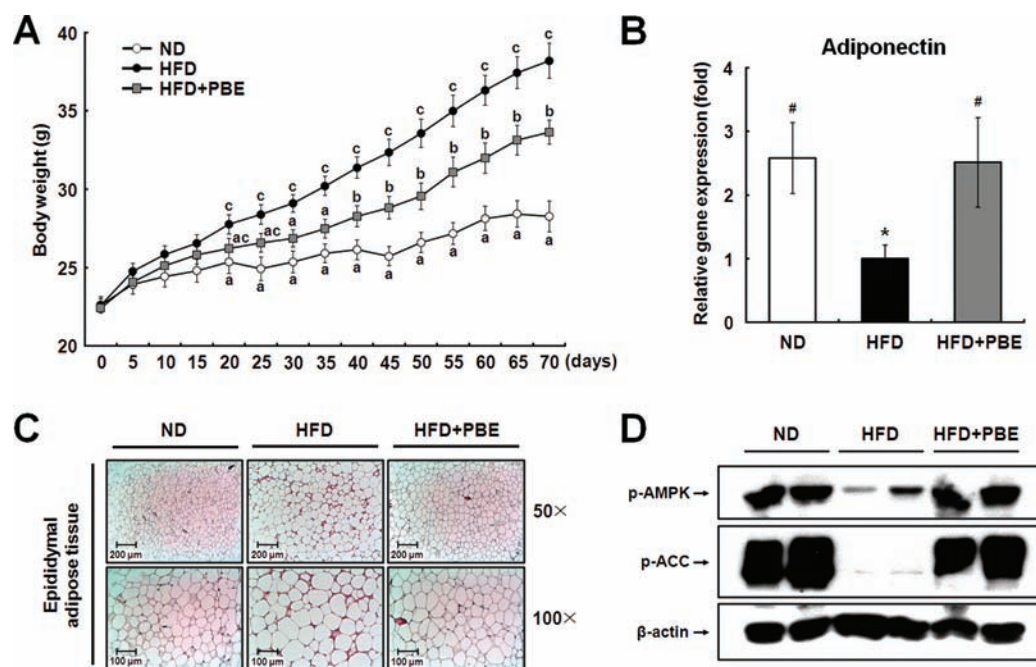 A
ND
HFD
HFD+PBE
Bodyweight (g)
40
35
30
25
20
c c c c c c c c c c c
ac ac a a b b b b b b b
a a a a a a a a a a a
0 5 10 15 20 25 30 35 40 45 50 55 60 65 70 (days)
B
Adiponectin
Relative gene expression (fold)
4
3
2
1
0
# * #
ND HFD HFD+PBE
C
ND HFD HFD+PBE
Epididymal
adipose tissue
200 µm 200 µm 200 µm
50×
100 µm 100 µm 100 µm
100×
D
ND HFD HFD+PBE
p-AMPK→
p-ACC→
β-actin→